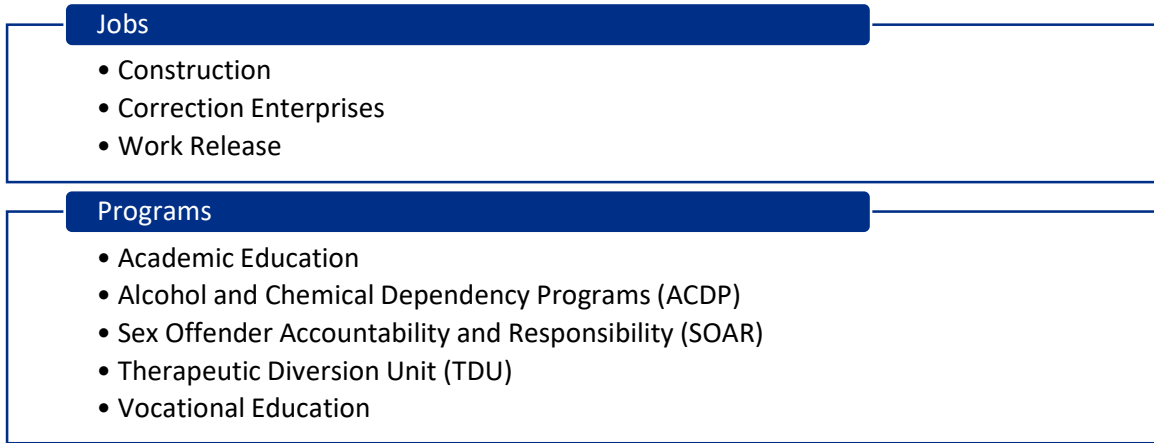 Jobs
• Construction
• Correction Enterprises
• Work Release
Programs
• Academic Education
• Alcohol and Chemical Dependency Programs (ACDP)
• Sex Offender Accountability and Responsibility (SOAR)
• Therapeutic Diversion Unit (TDU)
• Vocational Education